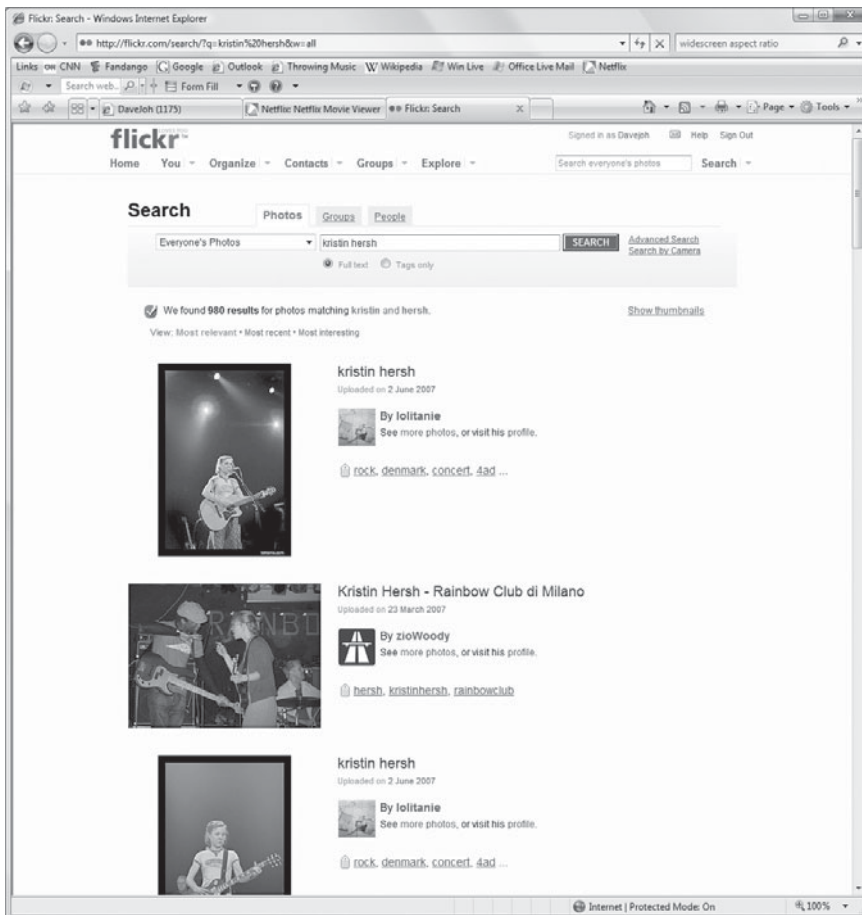 Flickr: Search - Windows Internet Explorer
http://flickr.com/search/?q=kristin%20hersh&w=all
widescreen aspect ratio
Links CNN Fandango Google Outlook Throwing Music Wikipedia Win Live Office Live Mail Netflix
Search web... Form Fill
DaveJoh (1175) Netflix: Netflix Movie Viewer Flickr: Search X Page Tools
flickr
Signed in as Davejoh Help Sign Out
Home You Organize Contacts Groups Explore Search everyone's photos Search
Search Photos Groups People
Everyone's Photos kristin hersh SEARCH Advanced Search
Search by Camera
Full text Tags only
We found 980 results for photos matching kristin and hersh. Show thumbnails
View: Most relevant • Most recent • Most interesting
kristin hersh
Uploaded on 2 June 2007
By lolitanie
See more photos, or visit his profile.
rock, denmark, concert, 4ad ...
Kristin Hersh - Rainbow Club di Milano
Uploaded on 23 March 2007
RAINBO
By zioWoody
See more photos, or visit his profile.
hersh, kristinhersh, rainbowclub
kristin hersh
Uploaded on 2 June 2007
By lolitanie
See more photos, or visit his profile.
rock, denmark, concert, 4ad ...
Internet | Protected Mode: On 100%